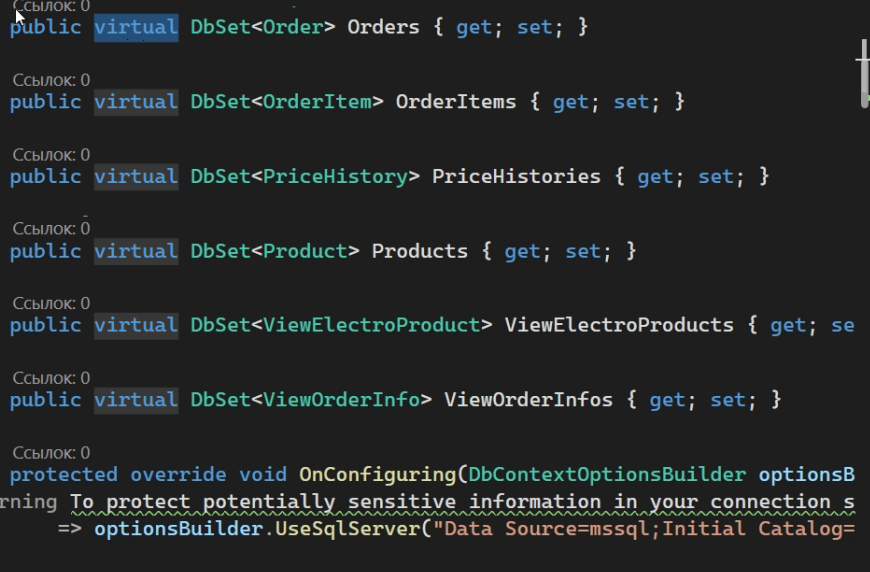 Ссылок: 0
public virtual DbSet<Order> Orders { get; set; }
Ссылок: 0
public virtual DbSet<OrderItem> OrderItems { get; set; }
Ссылок: 0
public virtual DbSet<PriceHistory> PriceHistories { get; set; }
Ссылок: 0
public virtual DbSet<Product> Products { get; set; }
Ссылок: 0
public virtual DbSet<ViewElectroProduct> ViewElectroProducts { get; se
Ссылок: 0
public virtual DbSet<ViewOrderInfo> ViewOrderInfos { get; set; }
Ссылок: 0
protected override void OnConfiguring(DbContextOptionsBuilder optionsB
rning To protect potentially sensitive information in your connection s
=> optionsBuilder.UseSqlServer("Data Source=mssql;Initial Catalog=